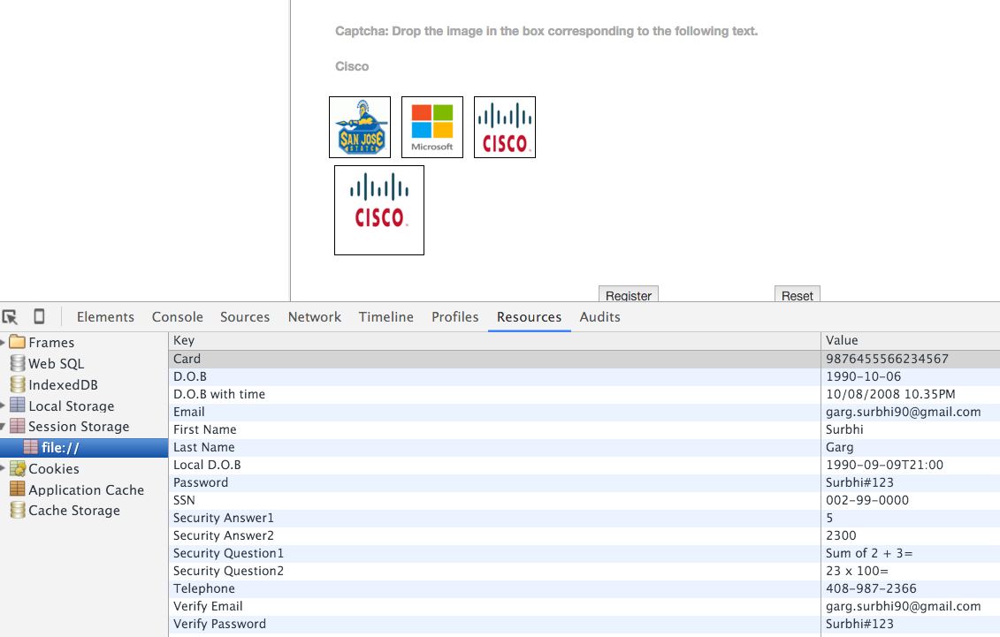 Captcha: Drop the image in the box corresponding to the following text.
Cisco
SAN JOSE STATE Microsoft CISCO.
CISCO.
Register Reset
Elements Console Sources Network Timeline Profiles Resources Audits
Frames
Web SQL
IndexedDB
Local Storage
Session Storage
file://
Cookies
Application Cache
Cache Storage
Key Value
Card 9876455566234567
D.O.B 1990-10-06
D.O.B with time 10/08/2008 10.35PM
Email garg.surbhi90@gmail.com
First Name Surbhi
Last Name Garg
Local D.O.B 1990-09-09T21:00
Password Surbhi#123
SSN 002-99-0000
Security Answer1 5
Security Answer2 2300
Security Question1 Sum of 2 + 3=
Security Question2 23 x 100=
Telephone 408-987-2366
Verify Email garg.surbhi90@gmail.com
Verify Password Surbhi#123